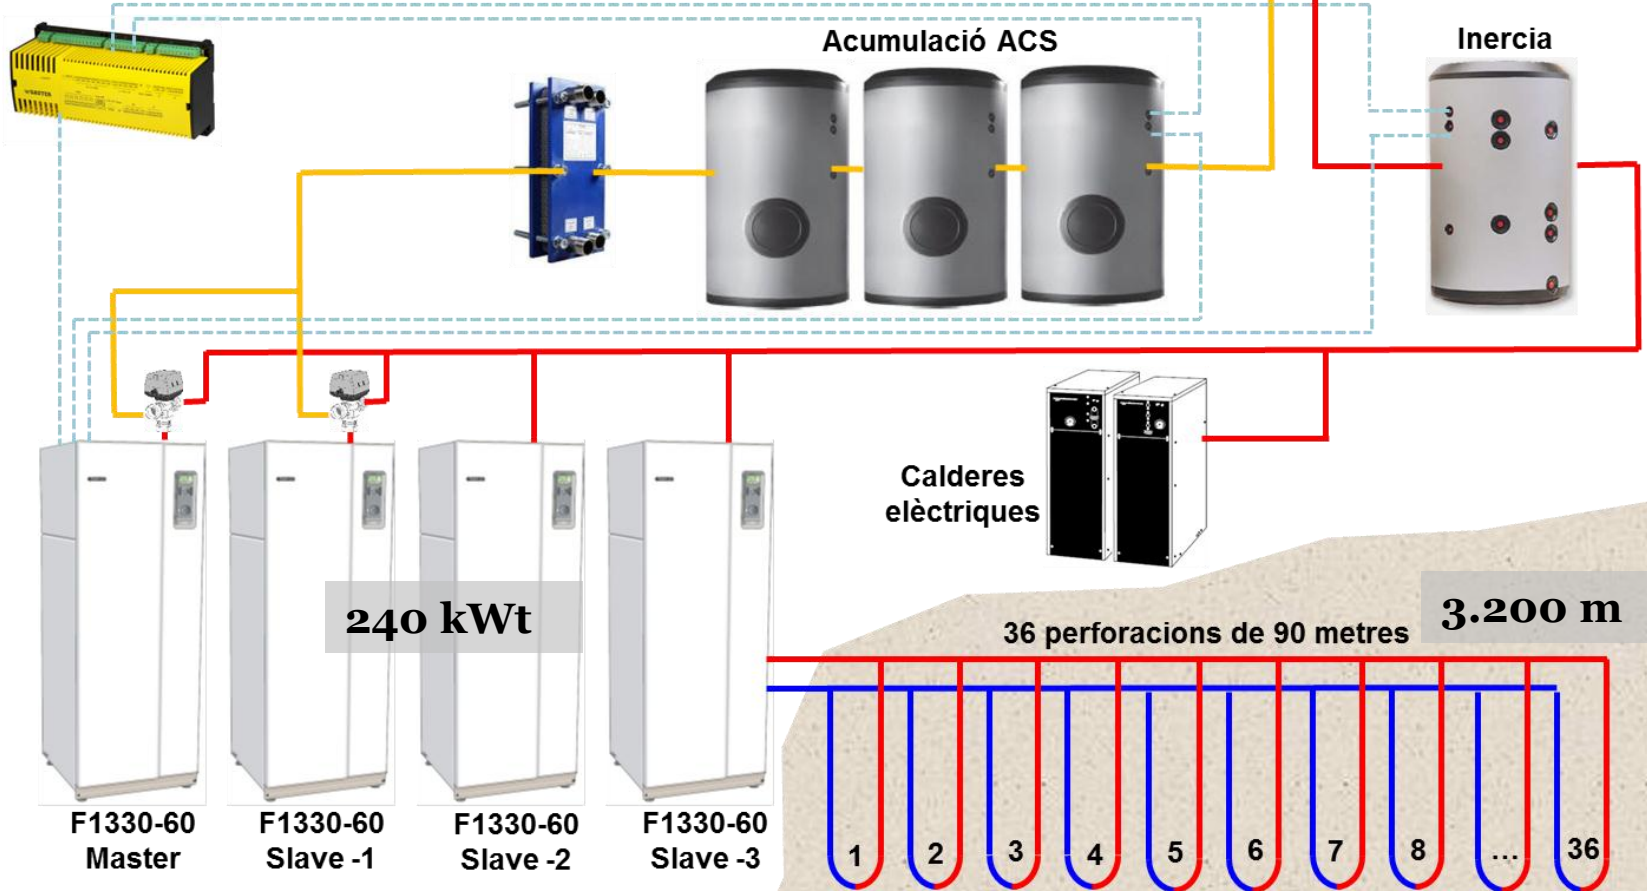 Acumulació ACS
Inercia
Calderes
elèctriques
240 kWt
3.200 m
36 perforacions de 90 metres
F1330-60
Master
F1330-60
Slave -1
F1330-60
Slave -2
F1330-60
Slave -3
1 2 3 4 5 6 7 8 ... 36